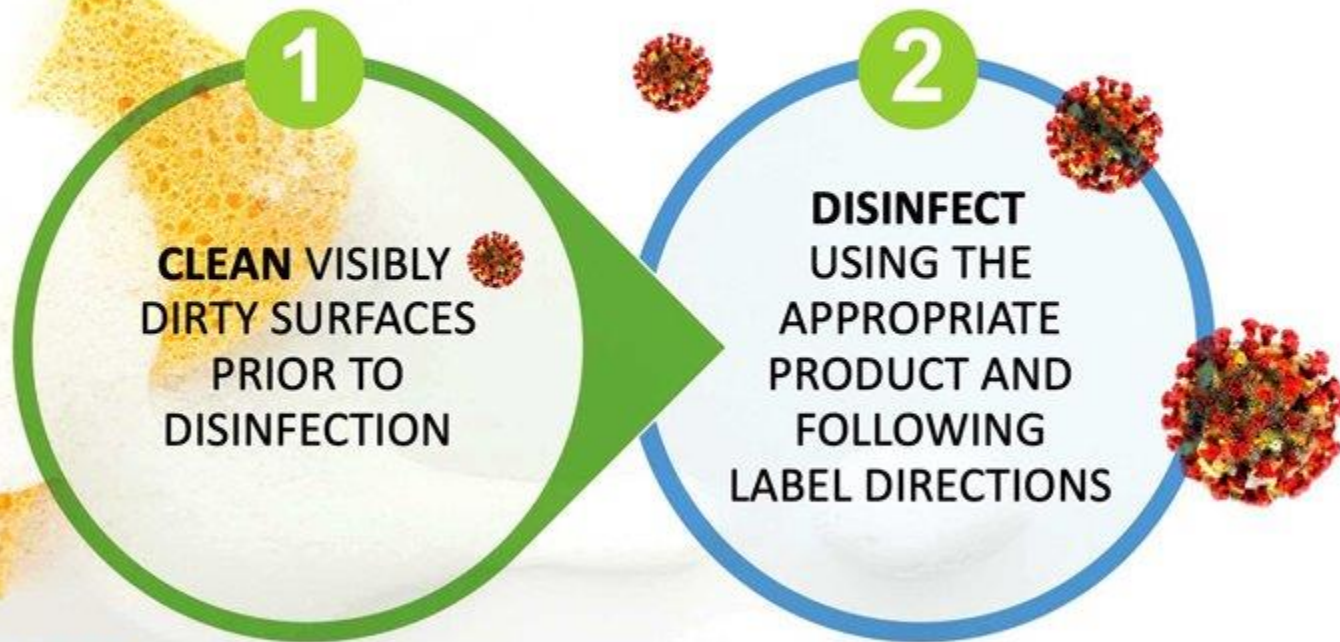 1
CLEAN VISIBLY
DIRTY SURFACES
PRIOR TO
DISINFECTION
2
DISINFECT
USING THE
APPROPRIATE
PRODUCT AND
FOLLOWING
LABEL DIRECTIONS